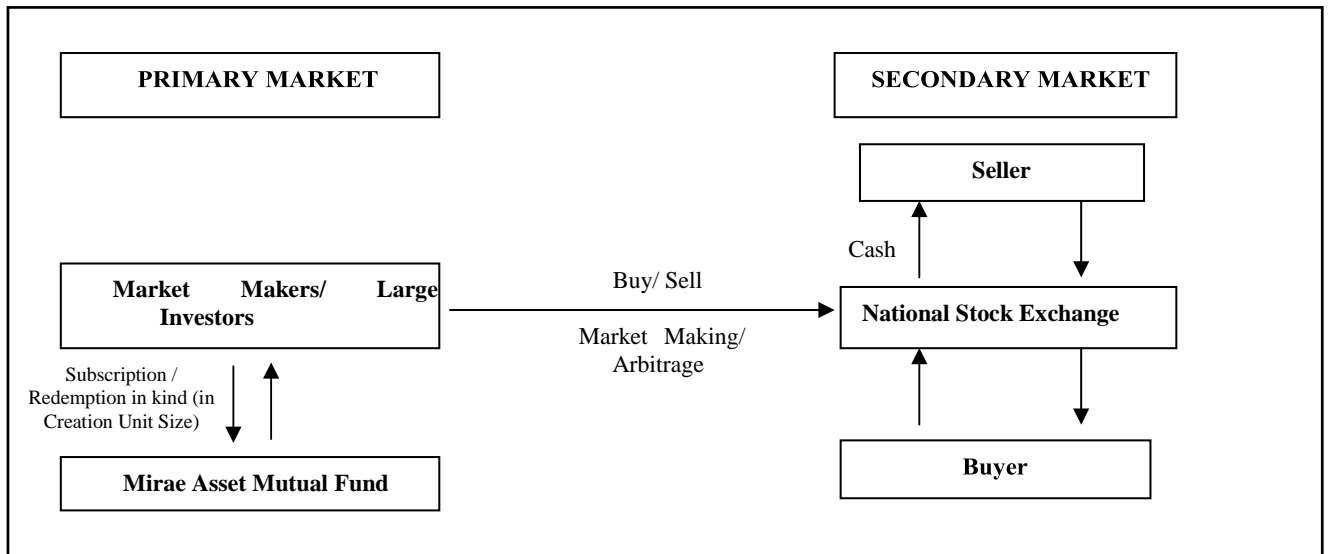 PRIMARY MARKET
SECONDARY MARKET
Seller
Cash
Market Makers/ Large
Investors
Buy/ Sell
National Stock Exchange
Market Making/
Arbitrage
Subscription /
Redemption in kind (in
Creation Unit Size)
Mirae Asset Mutual Fund
Buyer